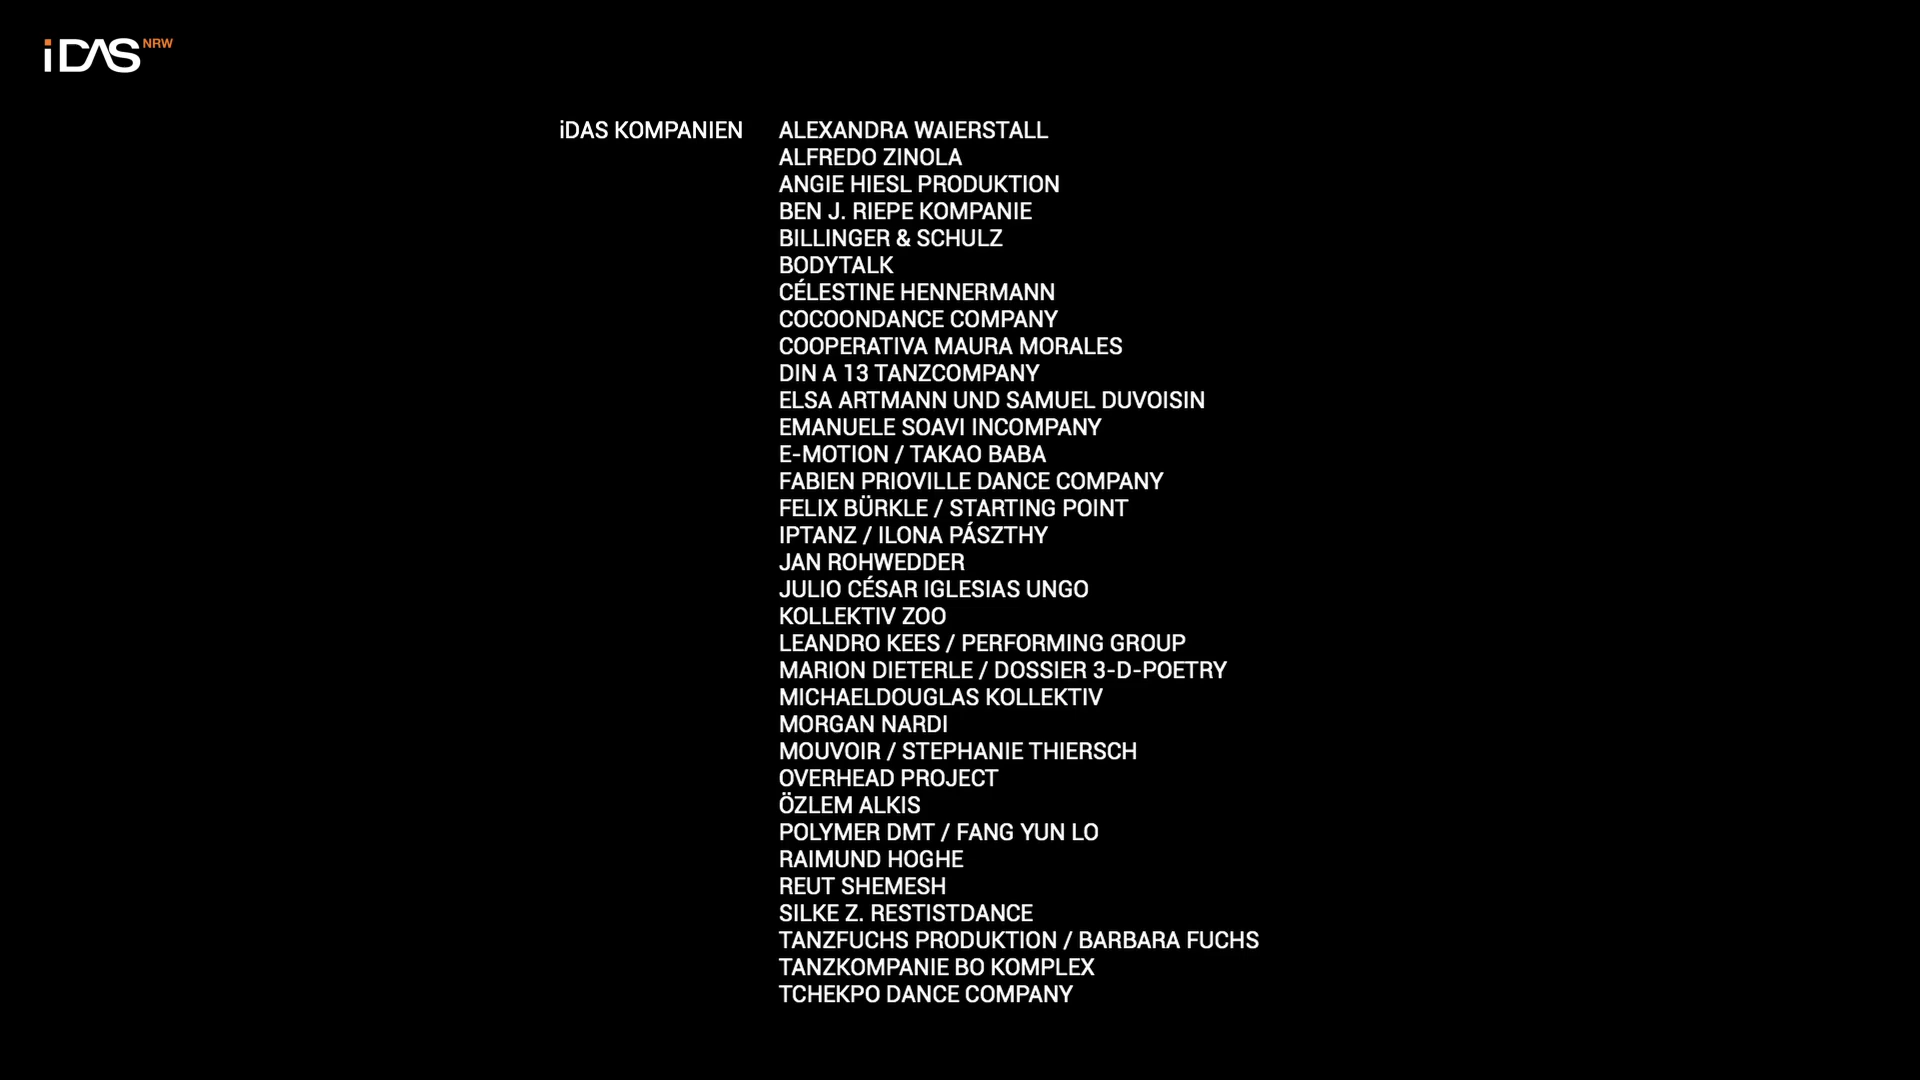 iDAS NRW
iDAS KOMPANIEN ALEXANDRA WAIERSTALL
ALFREDO ZINOLA
ANGIE HIESL PRODUKTION
BEN J. RIEPE KOMPANIE
BILLINGER & SCHULZ
BODYTALK
CÉLESTINE HENNERMANN
COCOONDANCE COMPANY
COOPERATIVA MAURA MORALES
DIN A 13 TANZCOMPANY
ELSA ARTMANN UND SAMUEL DUVOISIN
EMANUELE SOAVI INCOMPANY
E-MOTION / TAKAO BABA
FABIEN PRIOVILLE DANCE COMPANY
FELIX BÜRKLE / STARTING POINT
IPTANZ / ILONA PÁSZTHY
JAN ROHWEDDER
JULIO CÉSAR IGLESIAS UNGO
KOLLEKTIV ZOO
LEANDRO KEES / PERFORMING GROUP
MARION DIETERLE / DOSSIER 3-D-POETRY
MICHAELDOUGLAS KOLLEKTIV
MORGAN NARDI
MOUVOIR / STEPHANIE THIERSCH
OVERHEAD PROJECT
ÖZLEM ALKIS
POLYMER DMT / FANG YUN LO
RAIMUND HOGHE
REUT SHEMESH
SILKE Z. RESTISTDANCE
TANZFUCHS PRODUKTION / BARBARA FUCHS
TANZKOMPANIE BO KOMPLEX
TCHEKPO DANCE COMPANY